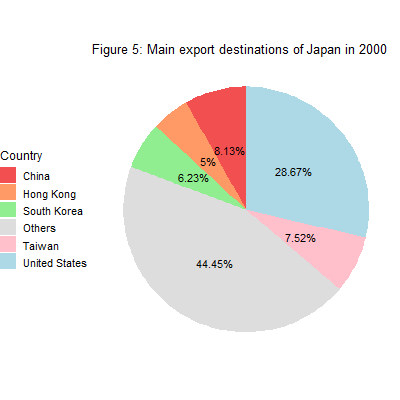 Figure 5: Main export destinations of Japan in 2000
8.13%
5%
28.67%
6.23%
7.52%
44.45%
Country
China
Hong Kong
South Korea
Others
Taiwan
United States